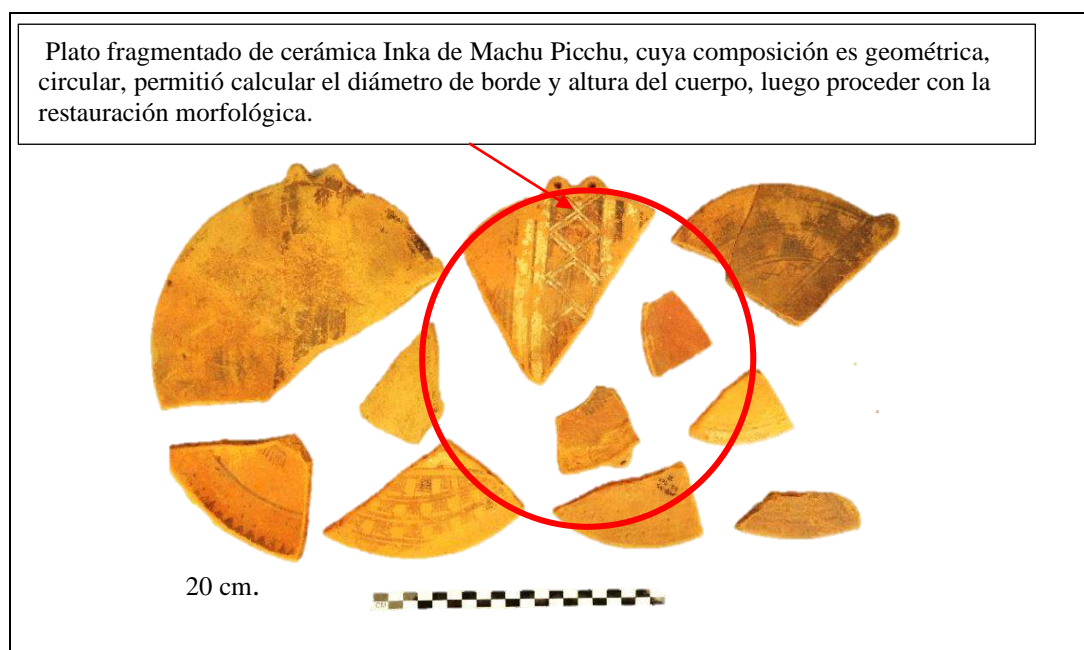 Plato fragmentado de cerámica Inka de Machu Picchu, cuya composición es geométrica,
circular, permitió calcular el diámetro de borde y altura del cuerpo, luego proceder con la
restauración morfológica.
20 cm.
CM